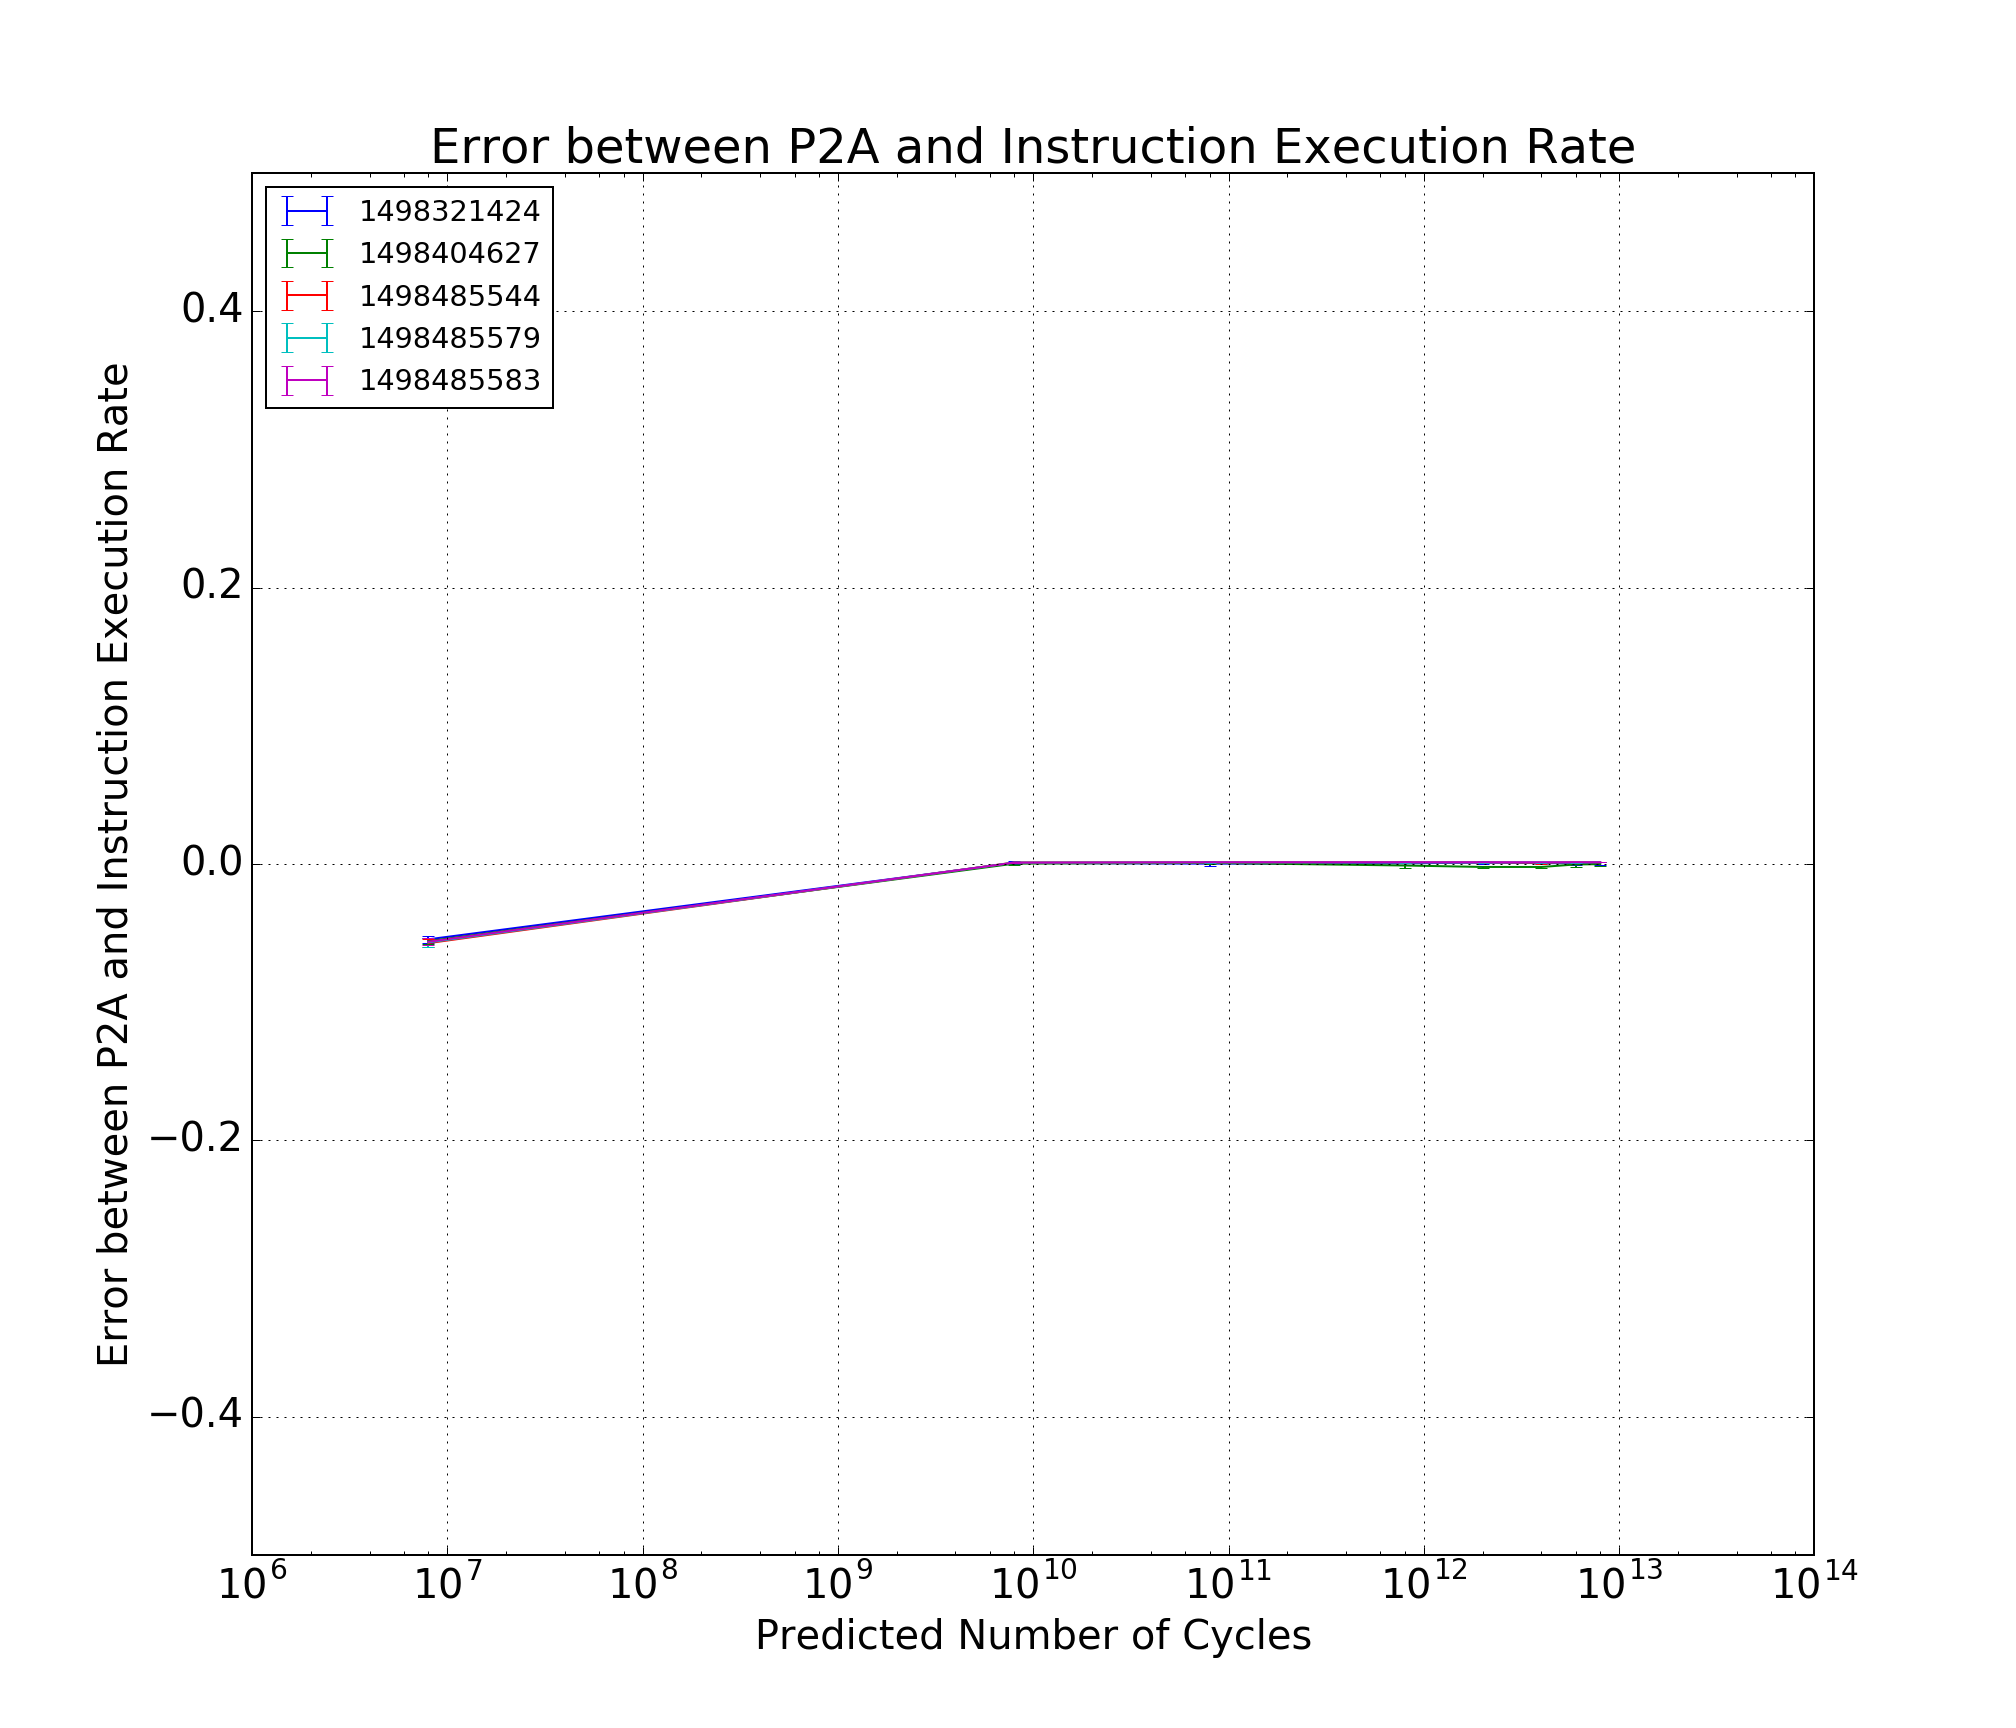 Error between P2A and Instruction Execution Rate
1498321424
1498404627
1498485544
1498485579
1498485583
Error between P2A and Instruction Execution Rate
0.4
0.2
0.0
−0.2
−0.4
10^6 10^7 10^8 10^9 10^10 10^11 10^12 10^13 10^14
Predicted Number of Cycles